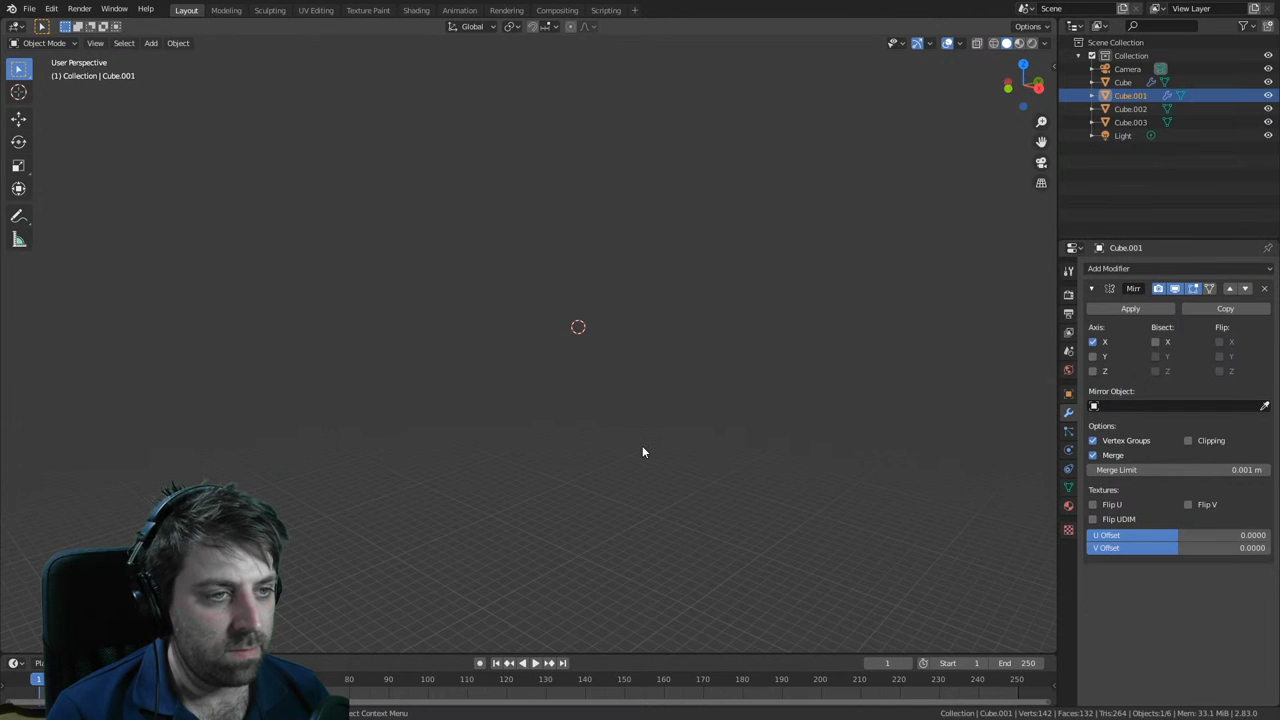 File Edit Render Window Help Layout Modeling Sculpting UV Editing Texture Paint Shading Animation Rendering Compositing Scripting + Scene View Layer
Global Options
Object Mode View Select Add Object
User Perspective
(1) Collection | Cube.001
Z
Scene Collection
Collection
Camera
Cube
Cube.001
Cube.002
Cube.003
Light
Cube.001
Add Modifier
Mirr
Apply Copy
Axis: Bisect: Flip:
X X X
Y Y Y
Z Z Z
Mirror Object:
Options:
Vertex Groups Clipping
Merge
Merge Limit 0.001 m
Textures:
Flip U Flip V
Flip UDIM
U Offset 0.0000
V Offset 0.0000
1 Start 1 End 250
1 80 90 100 110 120 130 140 150 160 170 180 190 200 210 220 230 240 250
Context Menu Collection | Cube.001 | Verts:142 | Faces:132 | Tris:264 | Objects:1/6 | Mem: 33.1 MiB | 2.83.0